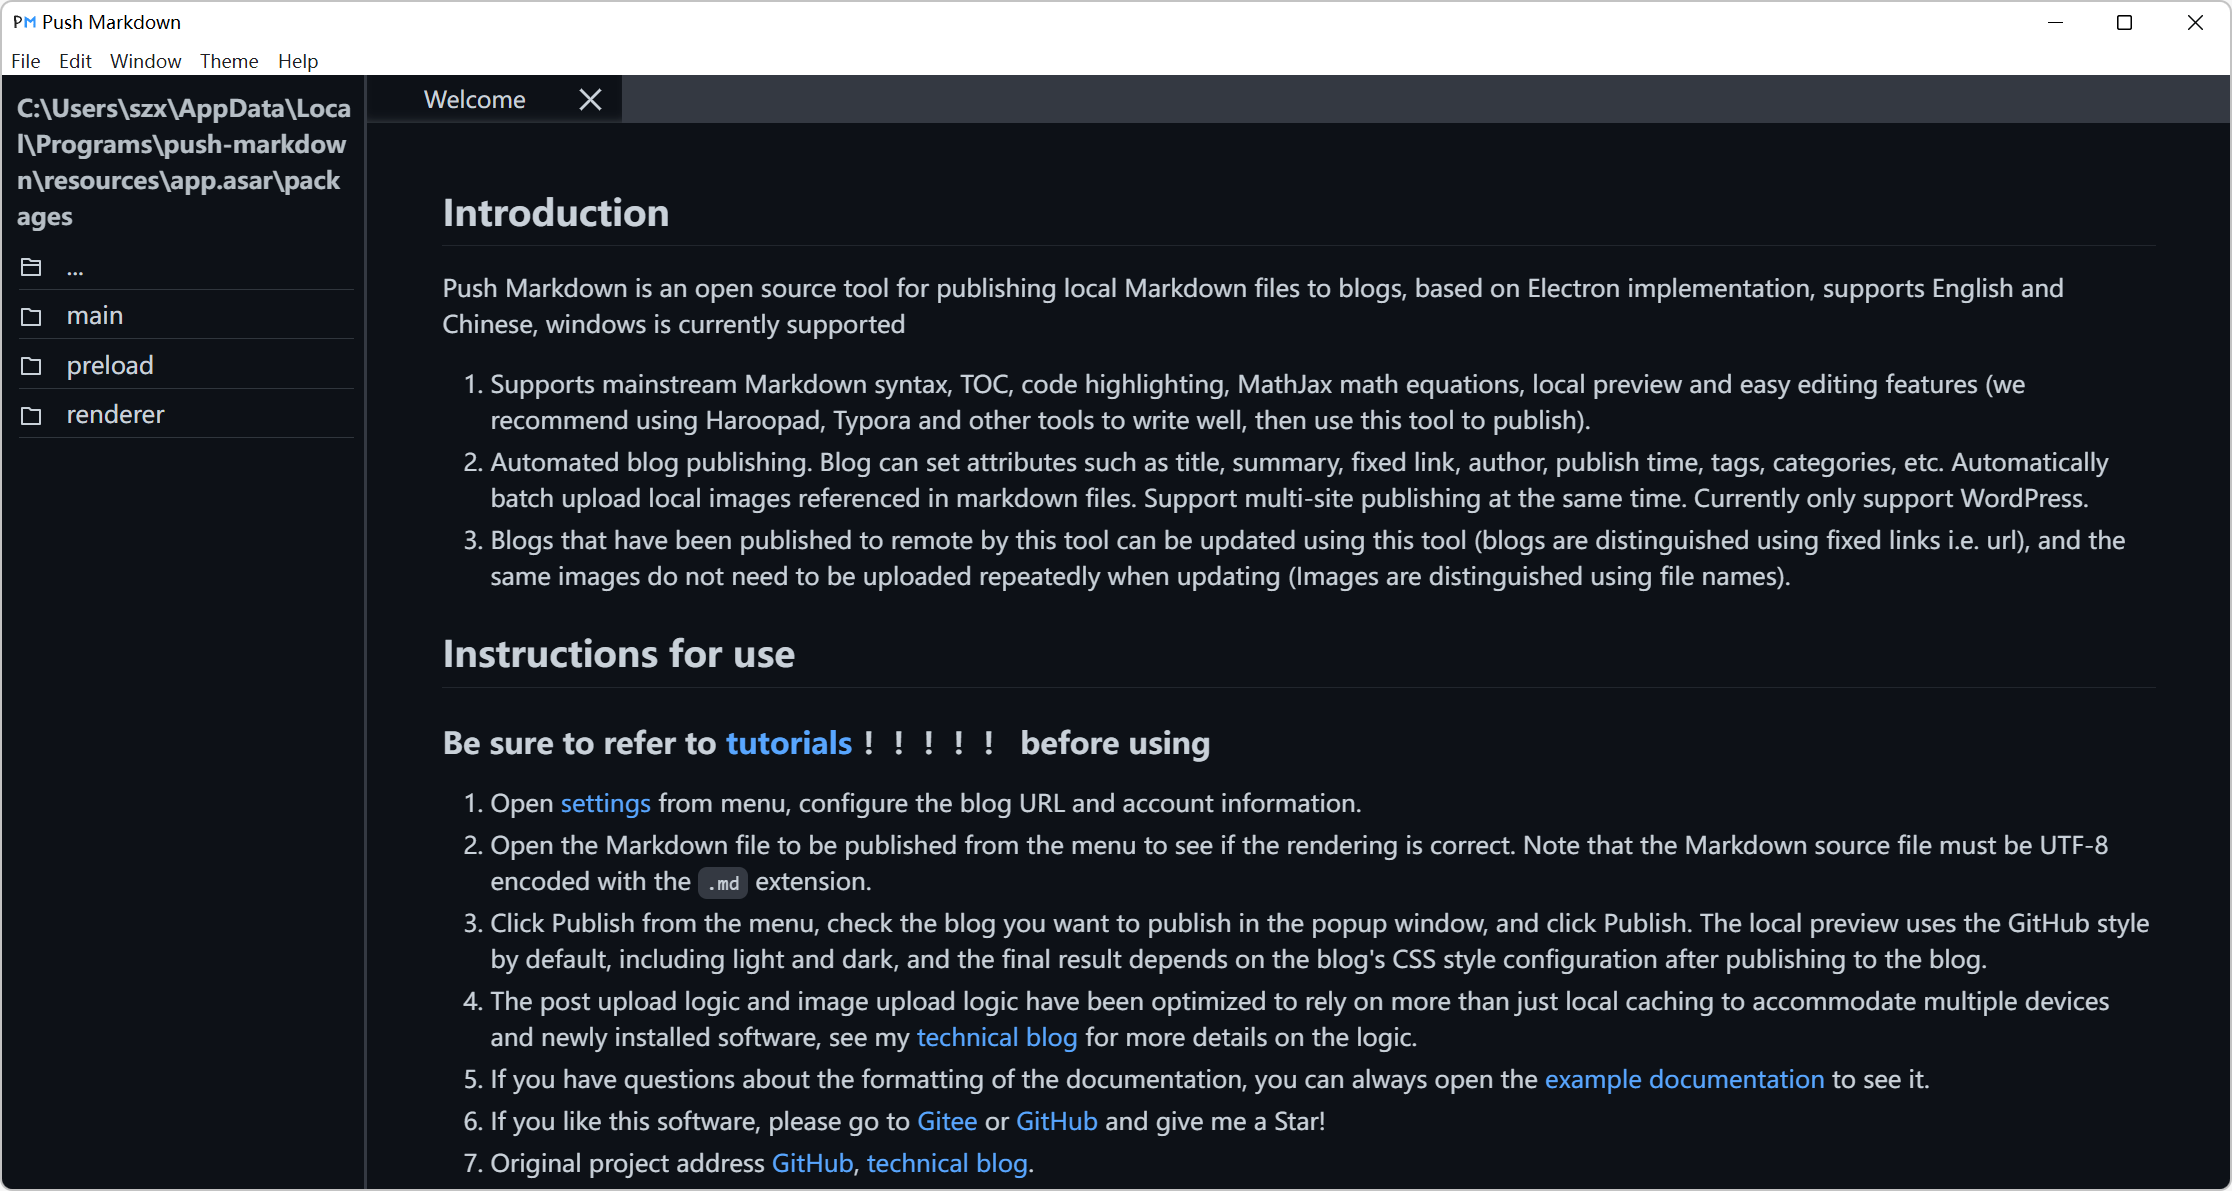 PM Push Markdown
File Edit Window Theme Help
C:\Users\szx\AppData\Loca
l\Programs\push-markdow
n\resources\app.asar\pack
ages
...
main
preload
renderer
Welcome
Introduction
Push Markdown is an open source tool for publishing local Markdown files to blogs, based on Electron implementation, supports English and
Chinese, windows is currently supported
1. Supports mainstream Markdown syntax, TOC, code highlighting, MathJax math equations, local preview and easy editing features (we
recommend using Haroopad, Typora and other tools to write well, then use this tool to publish).
2. Automated blog publishing. Blog can set attributes such as title, summary, fixed link, author, publish time, tags, categories, etc. Automatically
batch upload local images referenced in markdown files. Support multi-site publishing at the same time. Currently only support WordPress.
3. Blogs that have been published to remote by this tool can be updated using this tool (blogs are distinguished using fixed links i.e. url), and the
same images do not need to be uploaded repeatedly when updating (Images are distinguished using file names).
Instructions for use
Be sure to refer to tutorials！！！！！ before using
1. Open settings from menu, configure the blog URL and account information.
2. Open the Markdown file to be published from the menu to see if the rendering is correct. Note that the Markdown source file must be UTF-8
encoded with the .md extension.
3. Click Publish from the menu, check the blog you want to publish in the popup window, and click Publish. The local preview uses the GitHub style
by default, including light and dark, and the final result depends on the blog's CSS style configuration after publishing to the blog.
4. The post upload logic and image upload logic have been optimized to rely on more than just local caching to accommodate multiple devices
and newly installed software, see my technical blog for more details on the logic.
5. If you have questions about the formatting of the documentation, you can always open the example documentation to see it.
6. If you like this software, please go to Gitee or GitHub and give me a Star!
7. Original project address GitHub, technical blog.